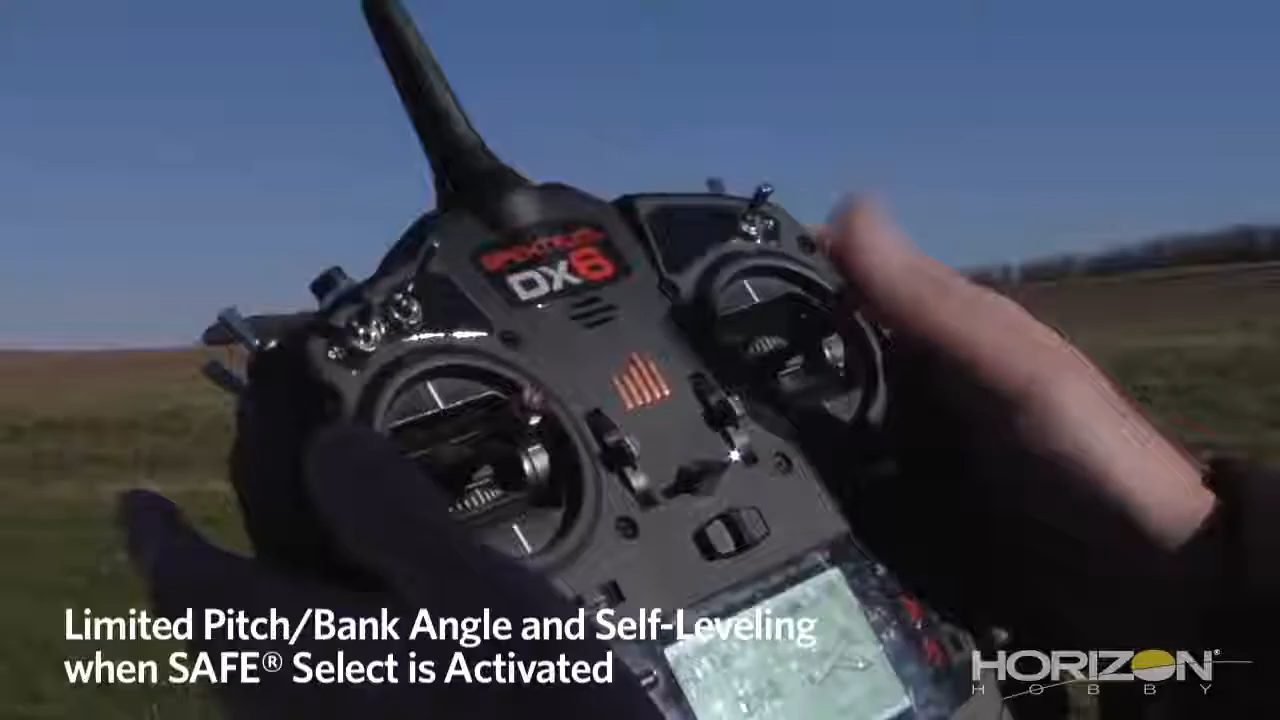 SPEKTRUM
DX6
Limited Pitch/Bank Angle and Self-Leveling
when SAFE® Select is Activated
HORIZON®
HOBBY